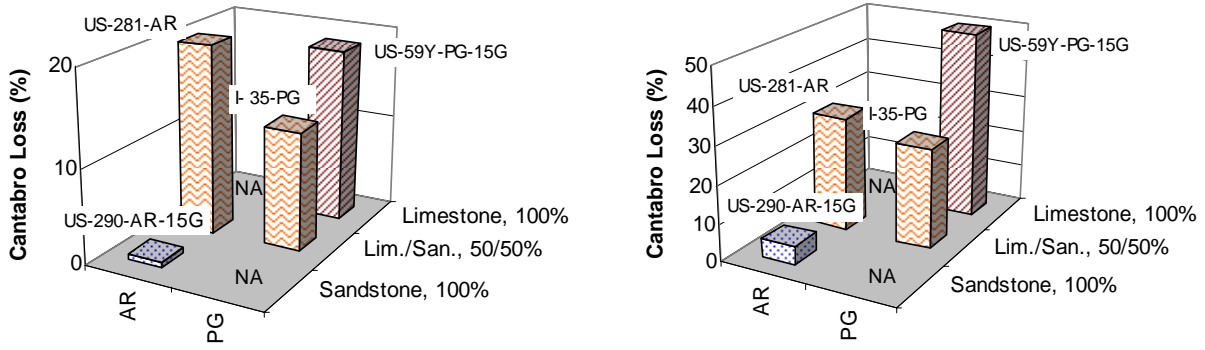 US-281-AR
US-59Y-PG-15G
20
I- 35-PG
Cantabro Loss (%)
10
NA
US-290-AR-15G
Limestone, 100%
Lim./San., 50/50%
0
NA
Sandstone, 100%
AR
PG
50
US-59Y-PG-15G
US-281-AR
40
I-35-PG
Cantabro Loss (%)
30
NA
20
US-290-AR-15G
Limestone, 100%
10
Lim./San., 50/50%
0
NA
Sandstone, 100%
AR
PG